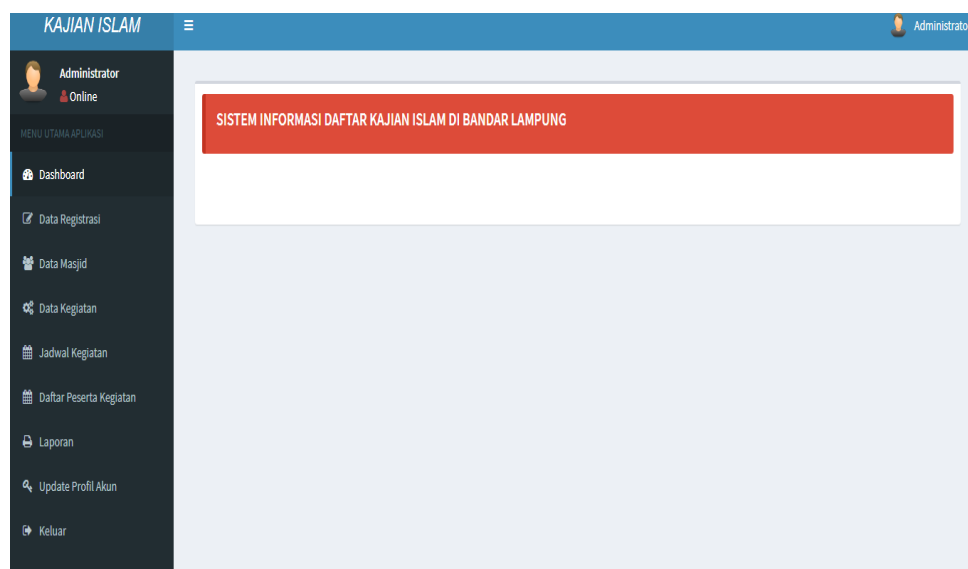 KAJIAN ISLAM
Administrato
Administrator
Online
MENU UTAMA APLIKASI
SISTEM INFORMASI DAFTAR KAJIAN ISLAM DI BANDAR LAMPUNG
Dashboard
Data Registrasi
Data Masjid
Data Kegiatan
Jadwal Kegiatan
Daftar Peserta Kegiatan
Laporan
Update Profil Akun
Keluar